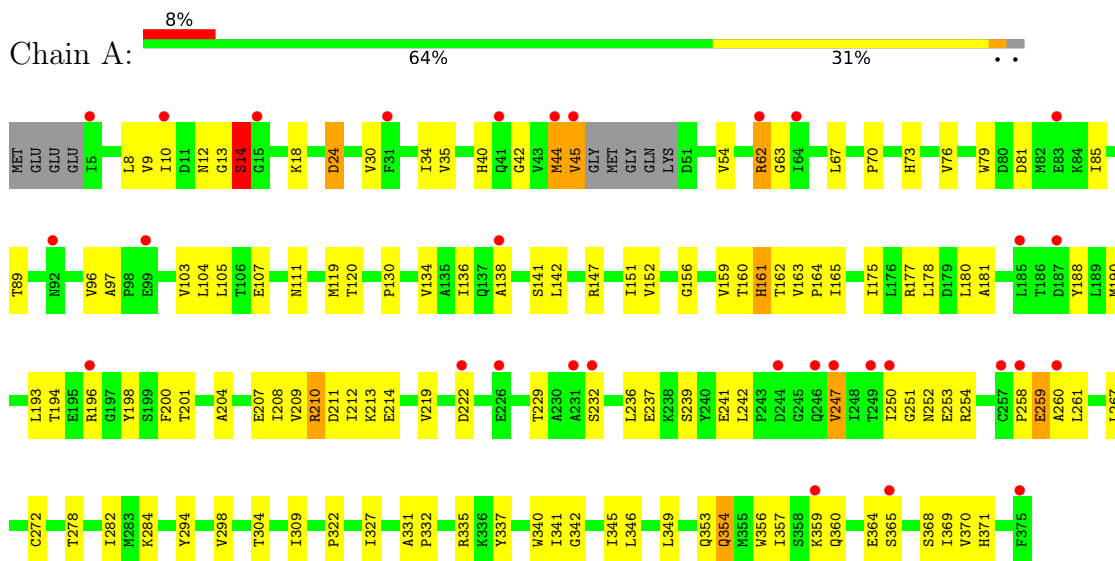 8%
Chain A:
64% 31% • •
MET GLU GLU GLU I5 L8 V9 I10 D11 N12 G13 S14 G15 K18 D24 V30 F31 I34 V35 H40 Q41 G42 V43 M44 V45 GLY MET GLY GLN LYS D51 V54 R62 G63 I64 L67 P70 H73 V76 W79 D80 D81 M82 E83 K84 I85
T89 N92 V96 A97 P98 E99 V103 L104 L105 T106 E107 N111 M119 T120 P130 V134 A135 I136 Q137 A138 S141 L142 R147 I151 V152 G156 V159 T160 H161 T162 V163 P164 I165 I175 L176 R177 L178 D179 L180 A181 L185 T186 D187 Y188 L189 M190
L193 T194 E195 R196 G197 Y198 S199 F200 T201 A204 E207 I208 V209 R210 D211 I212 K213 E214 V219 D222 E226 T229 A230 A231 S232 L236 E237 K238 S239 Y240 E241 L242 P243 D244 G245 Q246 V247 I248 T249 I250 G251 N252 E253 R254 C257 P258 E259 A260 L261 L267
C272 T278 I282 M283 K284 Y294 V298 T304 I309 P322 I327 A331 P332 R335 K336 Y337 W340 I341 G342 I345 L346 L349 Q353 Q354 M355 W356 I357 S358 K359 Q360 E364 S365 S368 I369 V370 H371 F375